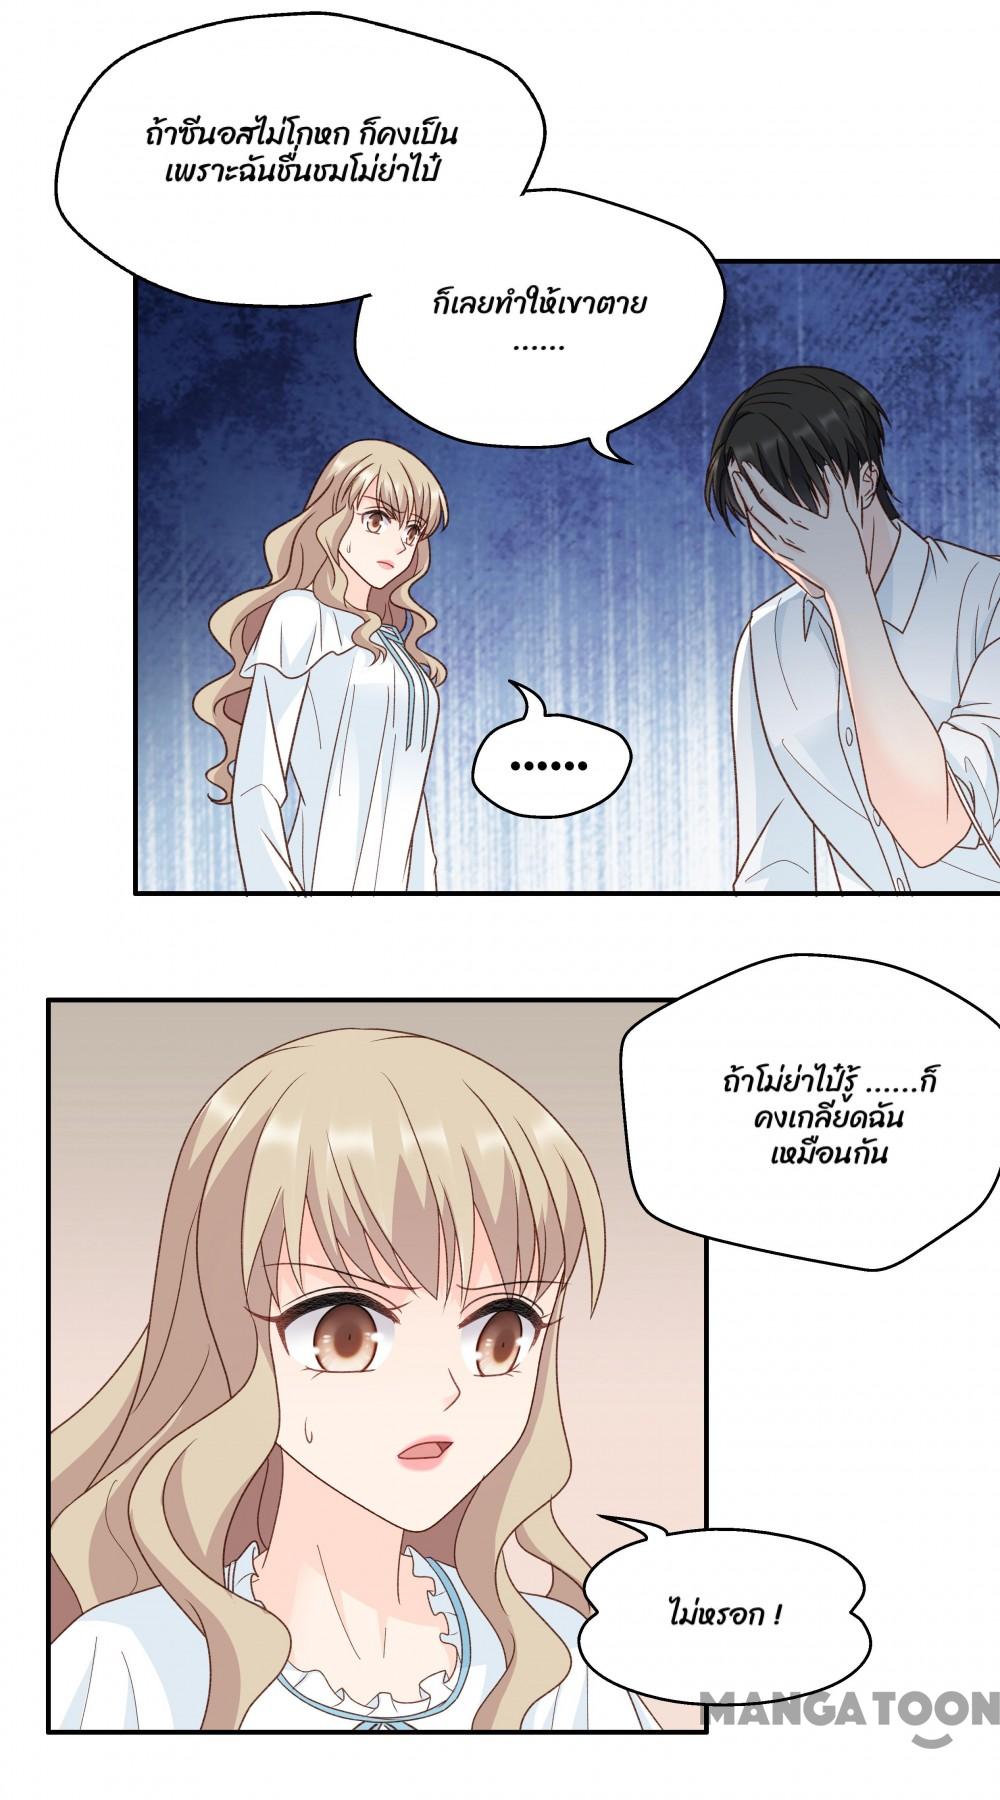 ถ้าซีนอสไม่โกหก ก็คงเป็น
เพราะฉันชื่นชมโม่ย่าไป๋
ก็เลยทำให้เขาตาย
......
......
ถ้าโม่ย่าไป๋รู้ ......ก็
คงเกลียดฉัน
เหมือนกัน
ไม่หรอก !
MANGATOON